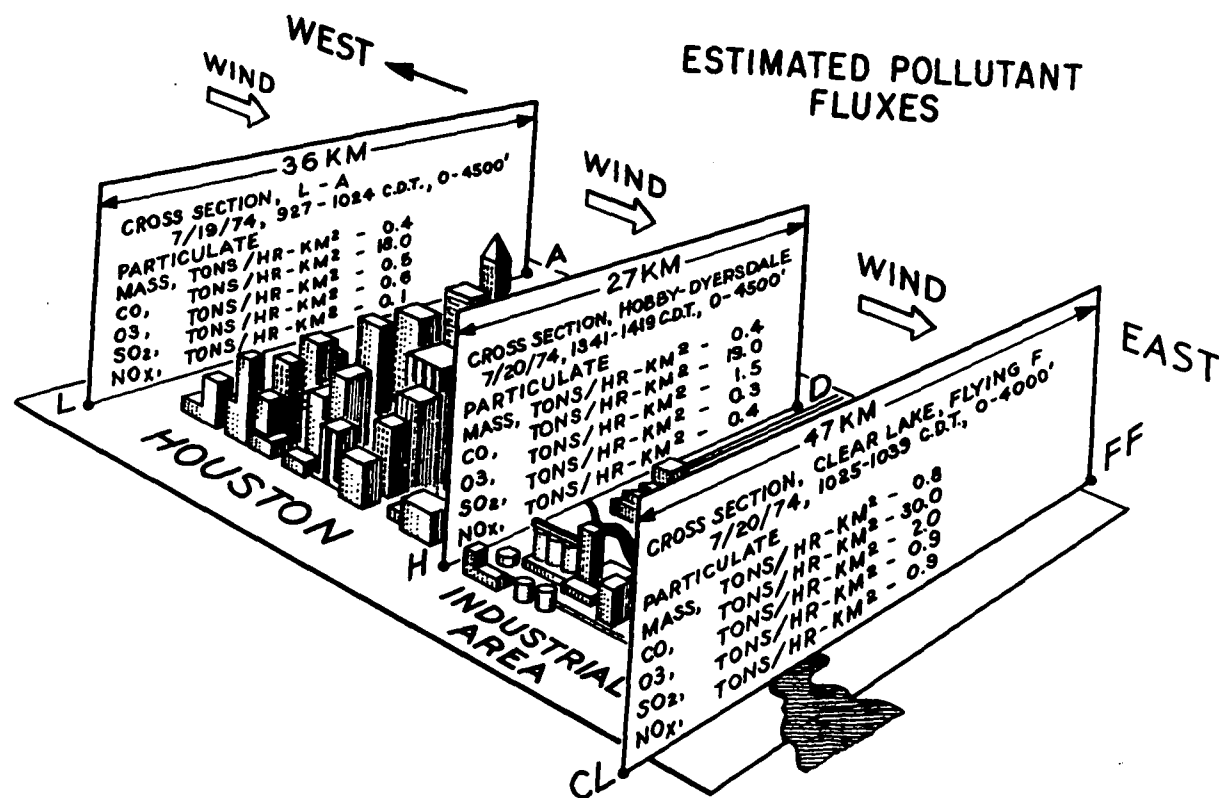 WEST
WIND
ESTIMATED POLLUTANT
FLUXES
36 KM
CROSS SECTION, L - A
7/19/74, 927 - 1024 C.D.T., 0-4500'
PARTICULATE
MASS, TONS/HR-KM² - 0.4
CO, TONS/HR-KM² - 18.0
O3, TONS/HR-KM² - 0.5
SO2, TONS/HR-KM² - 0.6
NOX, TONS/HR-KM² - 0.1
L
A
HOUSTON
WIND
27 KM
CROSS SECTION, HOBBY-DYERSDALE
7/20/74, 1341-1419 C.D.T., 0-4500'
PARTICULATE
MASS, TONS/HR-KM² - 0.4
CO, TONS/HR-KM² - 19.0
O3, TONS/HR-KM² - 1.5
SO2, TONS/HR-KM² - 0.3
NOX, TONS/HR-KM - 0.4
H
D
INDUSTRIAL
AREA
WIND
EAST
47 KM
CROSS SECTION, CLEAR LAKE, FLYING F
7/20/74, 1025-1039 C.D.T., 0-4000'
PARTICULATE
MASS, TONS/HR-KM² - 0.8
CO, TONS/HR-KM² - 30.0
O3, TONS/HR-KM² - 2.0
SO2, TONS/HR-KM² - 0.9
NOX, TONS/HR-KM² - 0.9
FF
CL